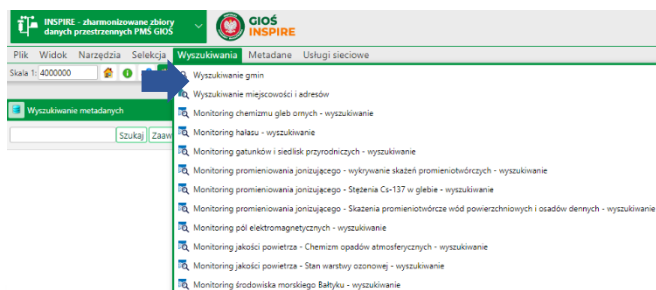 INSPIRE - zharmonizowane zbiory
danych przestrzennych PMŚ GIOŚ
GIOŚ
INSPIRE
Plik Widok Narzędzia Selekcja Wyszukiwania Metadane Usługi sieciowe
Skala 1: 4000000
Wyszukiwanie gmin
Wyszukiwanie miejscowości i adresów
Wyszukiwanie metadanych
Monitoring chemizmu gleb ornych - wyszukiwanie
Szukaj Zaaw
Monitoring hałasu - wyszukiwanie
Monitoring gatunków i siedlisk przyrodniczych - wyszukiwanie
Monitoring promieniowania jonizującego - wykrywanie skażeń promieniotwórczych - wyszukiwanie
Monitoring promieniowania jonizującego - Stężenia Cs-137 w glebie - wyszukiwanie
Monitoring promieniowania jonizującego - Skażenia promieniotwórcze wód powierzchniowych i osadów dennych - wyszukiwanie
Monitoring pól elektromagnetycznych - wyszukiwanie
Monitoring jakości powietrza - Chemizm opadów atmosferycznych - wyszukiwanie
Monitoring jakości powietrza - Stan warstwy ozonowej - wyszukiwanie
Monitoring środowiska morskiego Bałtyku - wyszukiwanie